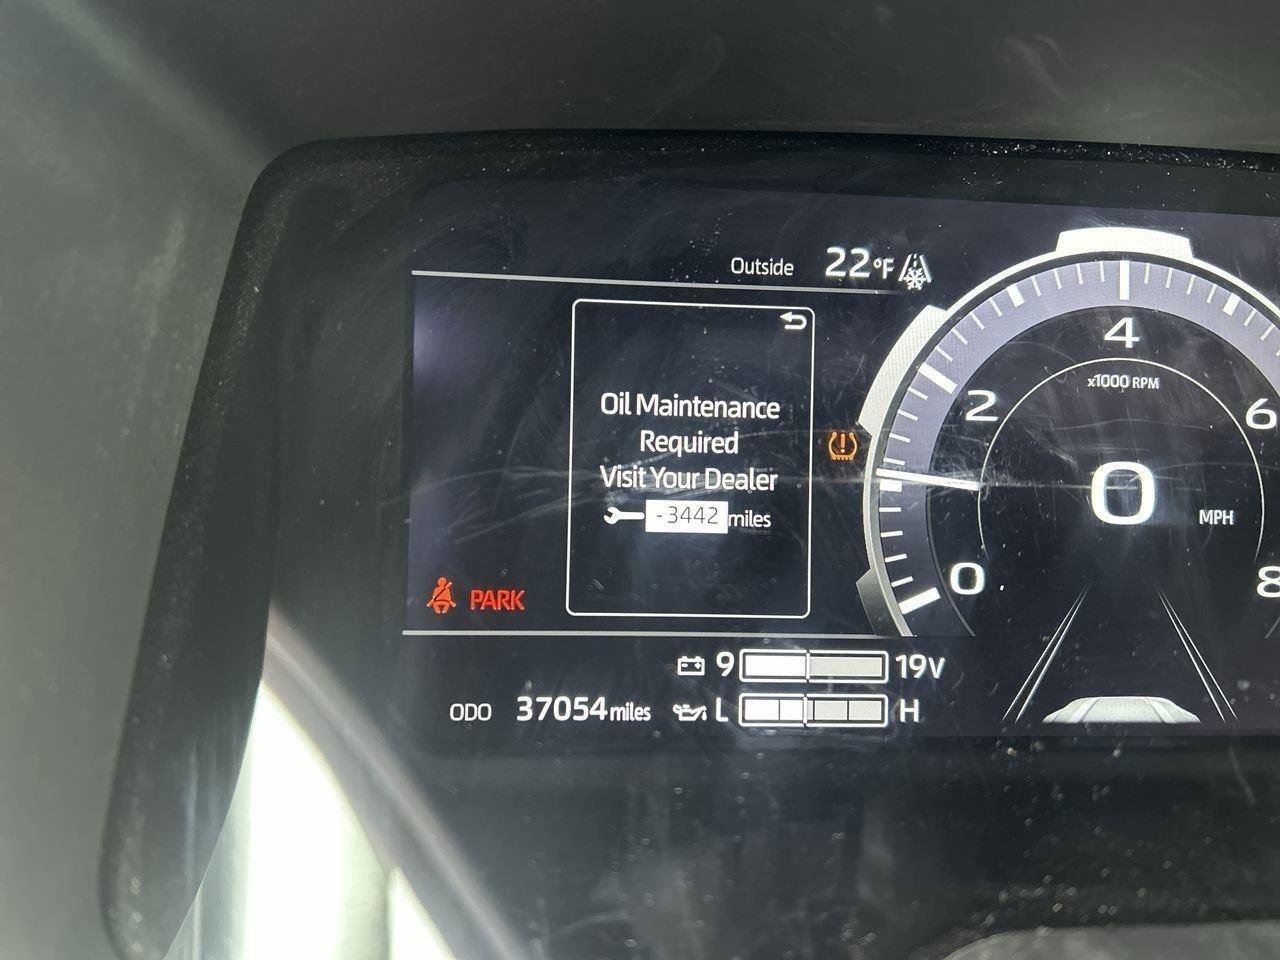 Outside 22°F
Oil Maintenance
Required
Visit Your Dealer
-3442 miles
PARK
9 19V
ODO 37054 miles L H
4
x1000 RPM
2 6
0 MPH
0 8